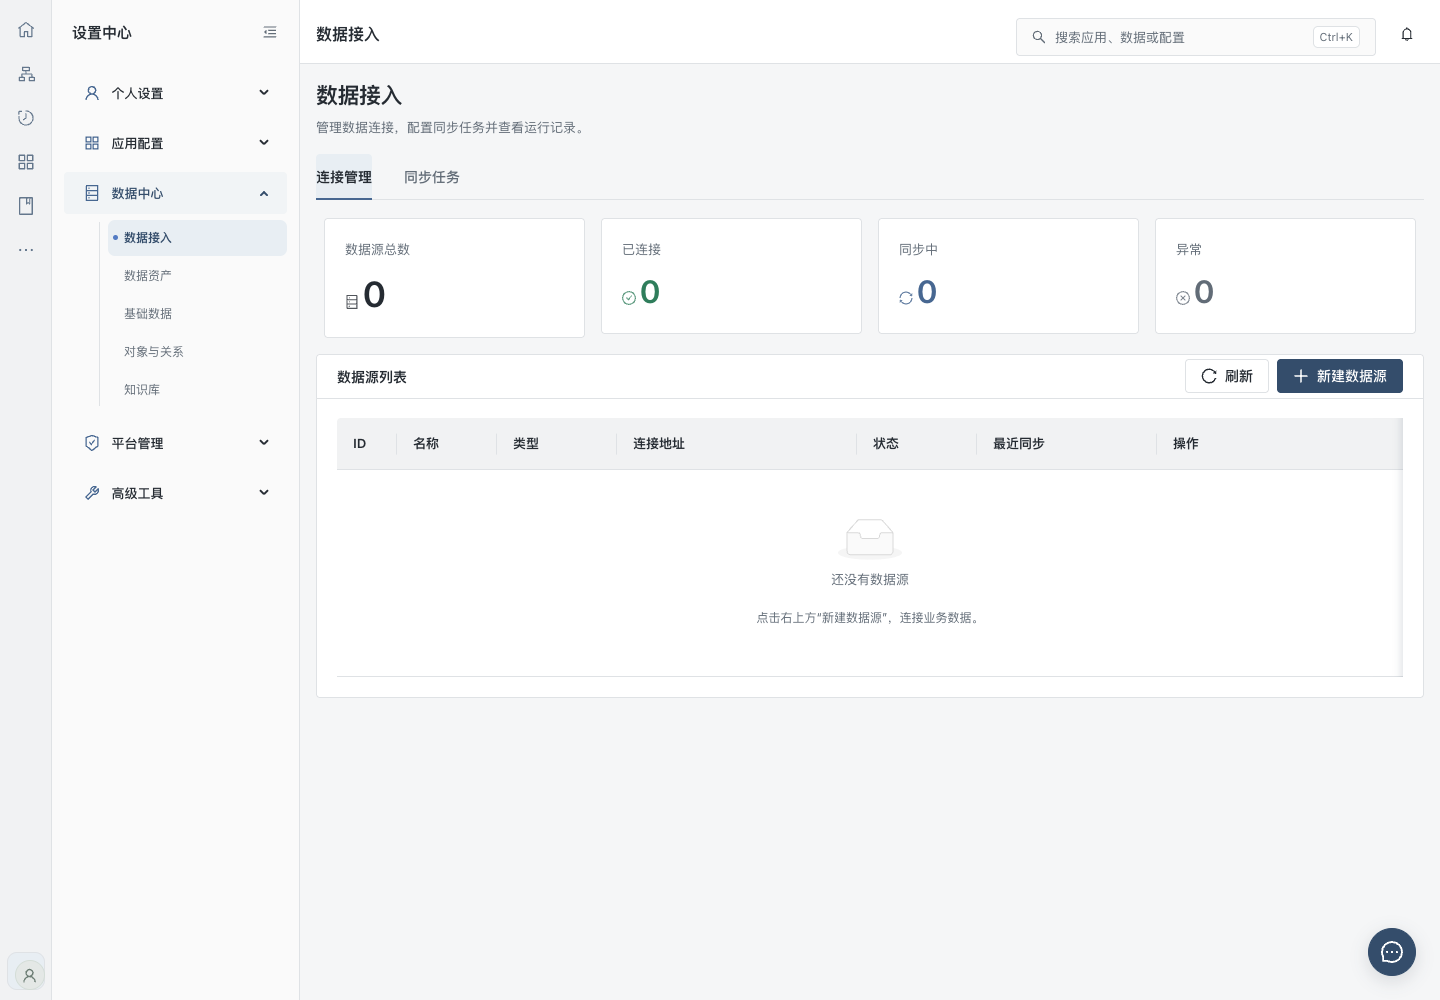 设置中心
个人设置
应用配置
数据中心
数据接入
数据资产
基础数据
对象与关系
知识库
平台管理
高级工具
数据接入
搜索应用、数据或配置
Ctrl+K
数据接入
管理数据连接，配置同步任务并查看运行记录。
连接管理
同步任务
数据源总数
0
已连接
0
同步中
0
异常
0
数据源列表
刷新
新建数据源
ID
名称
类型
连接地址
状态
最近同步
操作
还没有数据源
点击右上方“新建数据源”，连接业务数据。